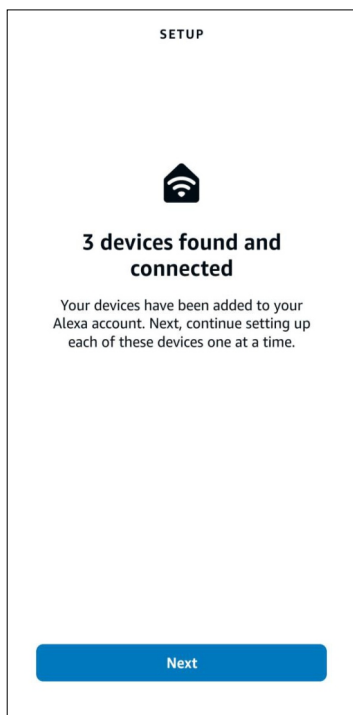 SETUP
3 devices found and
connected
Your devices have been added to your
Alexa account. Next, continue setting up
each of these devices one at a time.
Next